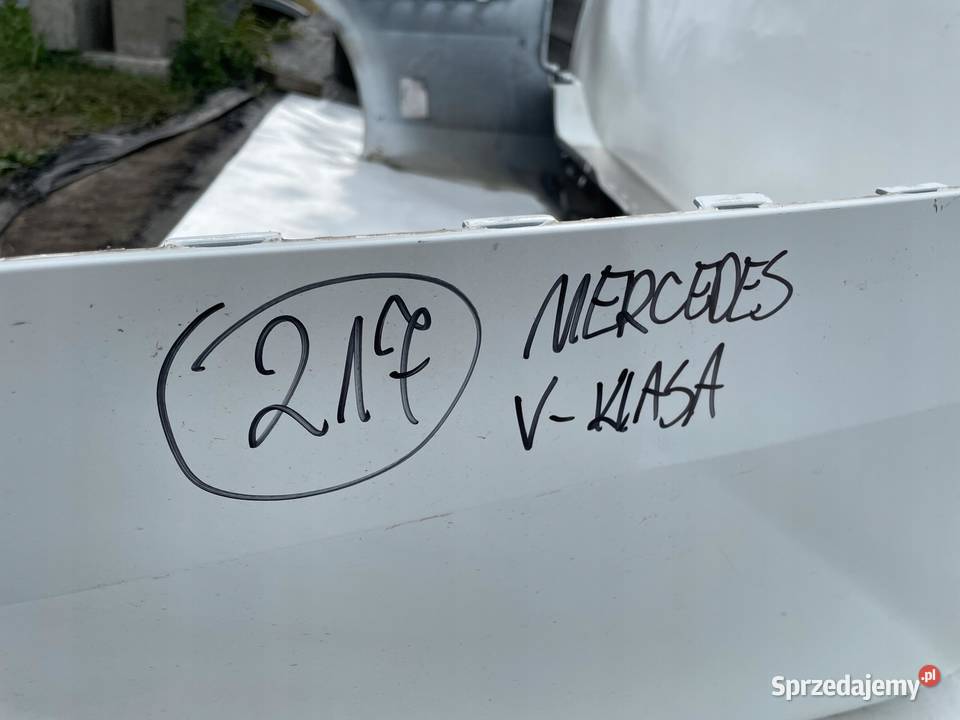 217
MERCEDES
V-KLASA
Sprzedajemy.pl